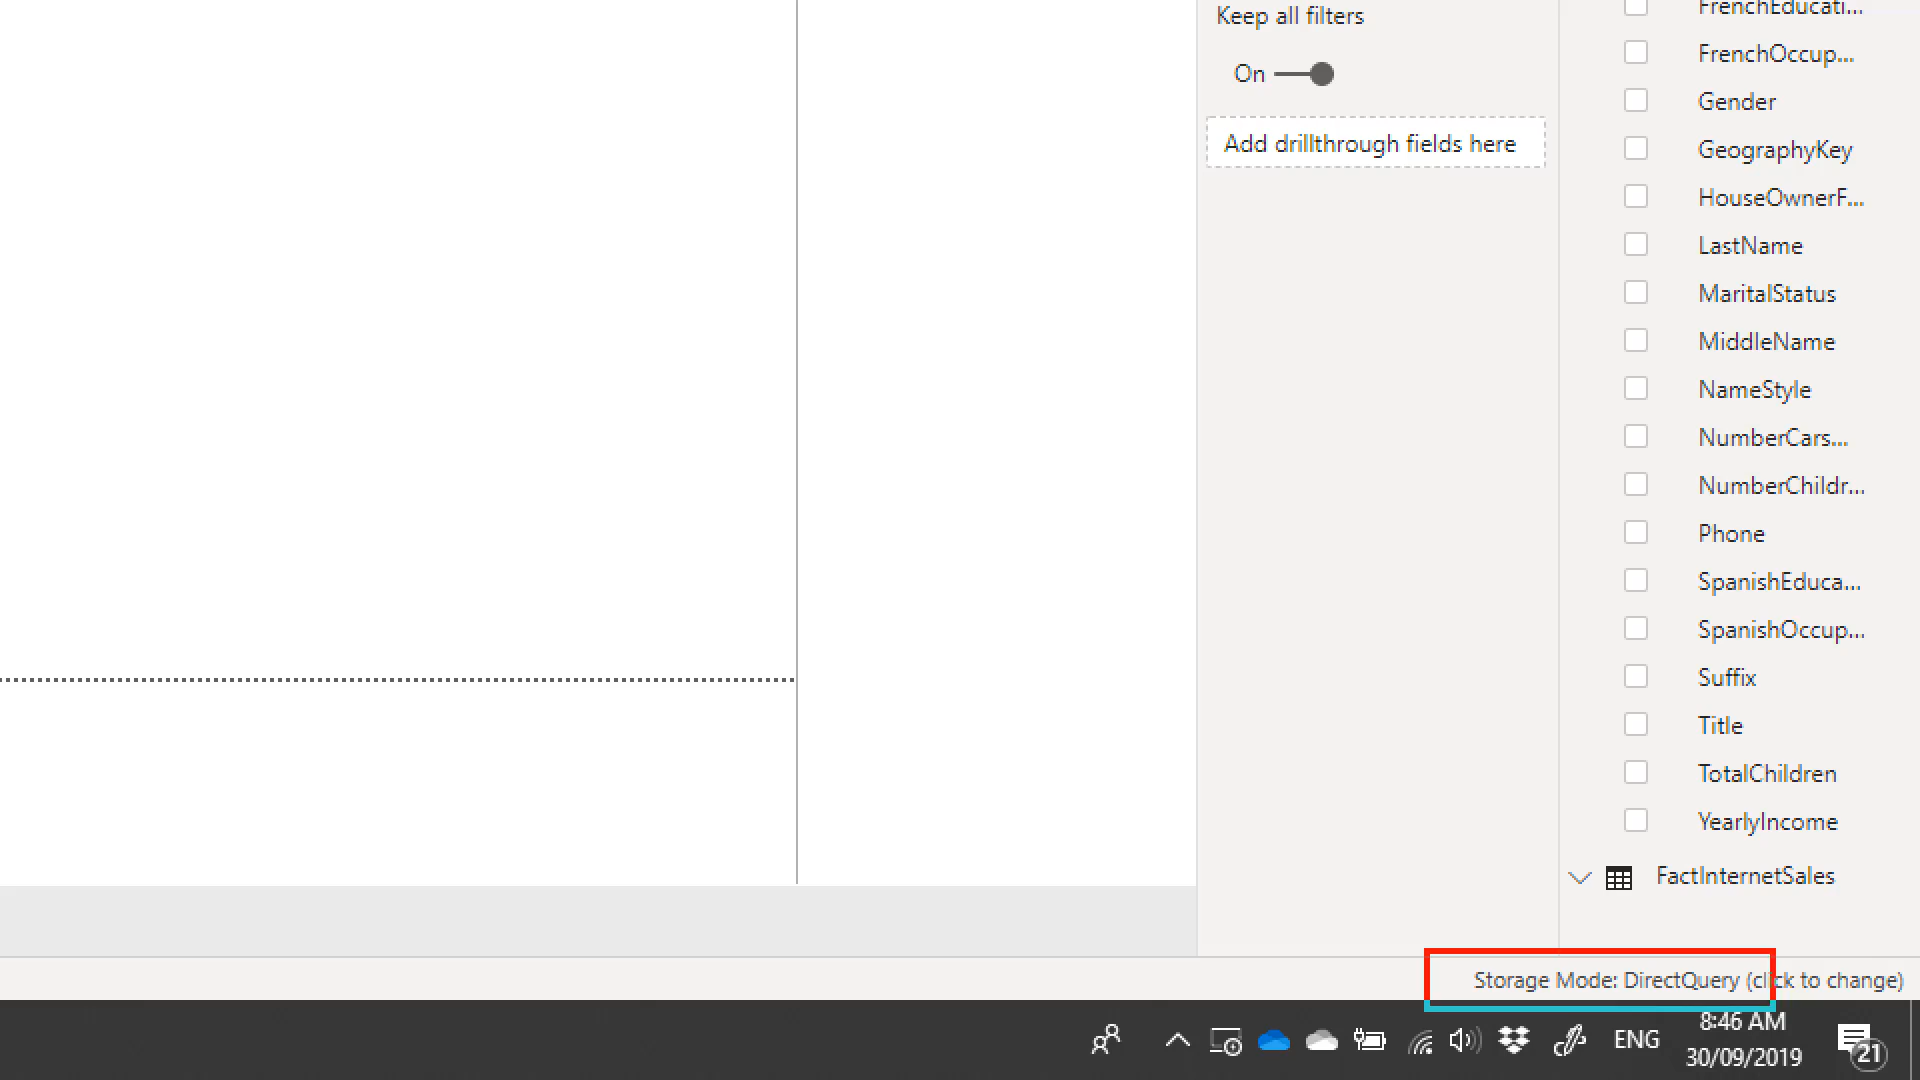 Keep all filters
On
Add drillthrough fields here
FrenchEducati...
FrenchOccup...
Gender
GeographyKey
HouseOwnerF...
LastName
MaritalStatus
MiddleName
NameStyle
NumberCars...
NumberChildr...
Phone
SpanishEduca...
SpanishOccup...
Suffix
Title
TotalChildren
YearlyIncome
FactInternetSales
Storage Mode: DirectQuery (click to change)
ENG
8:46 AM
30/09/2019
21